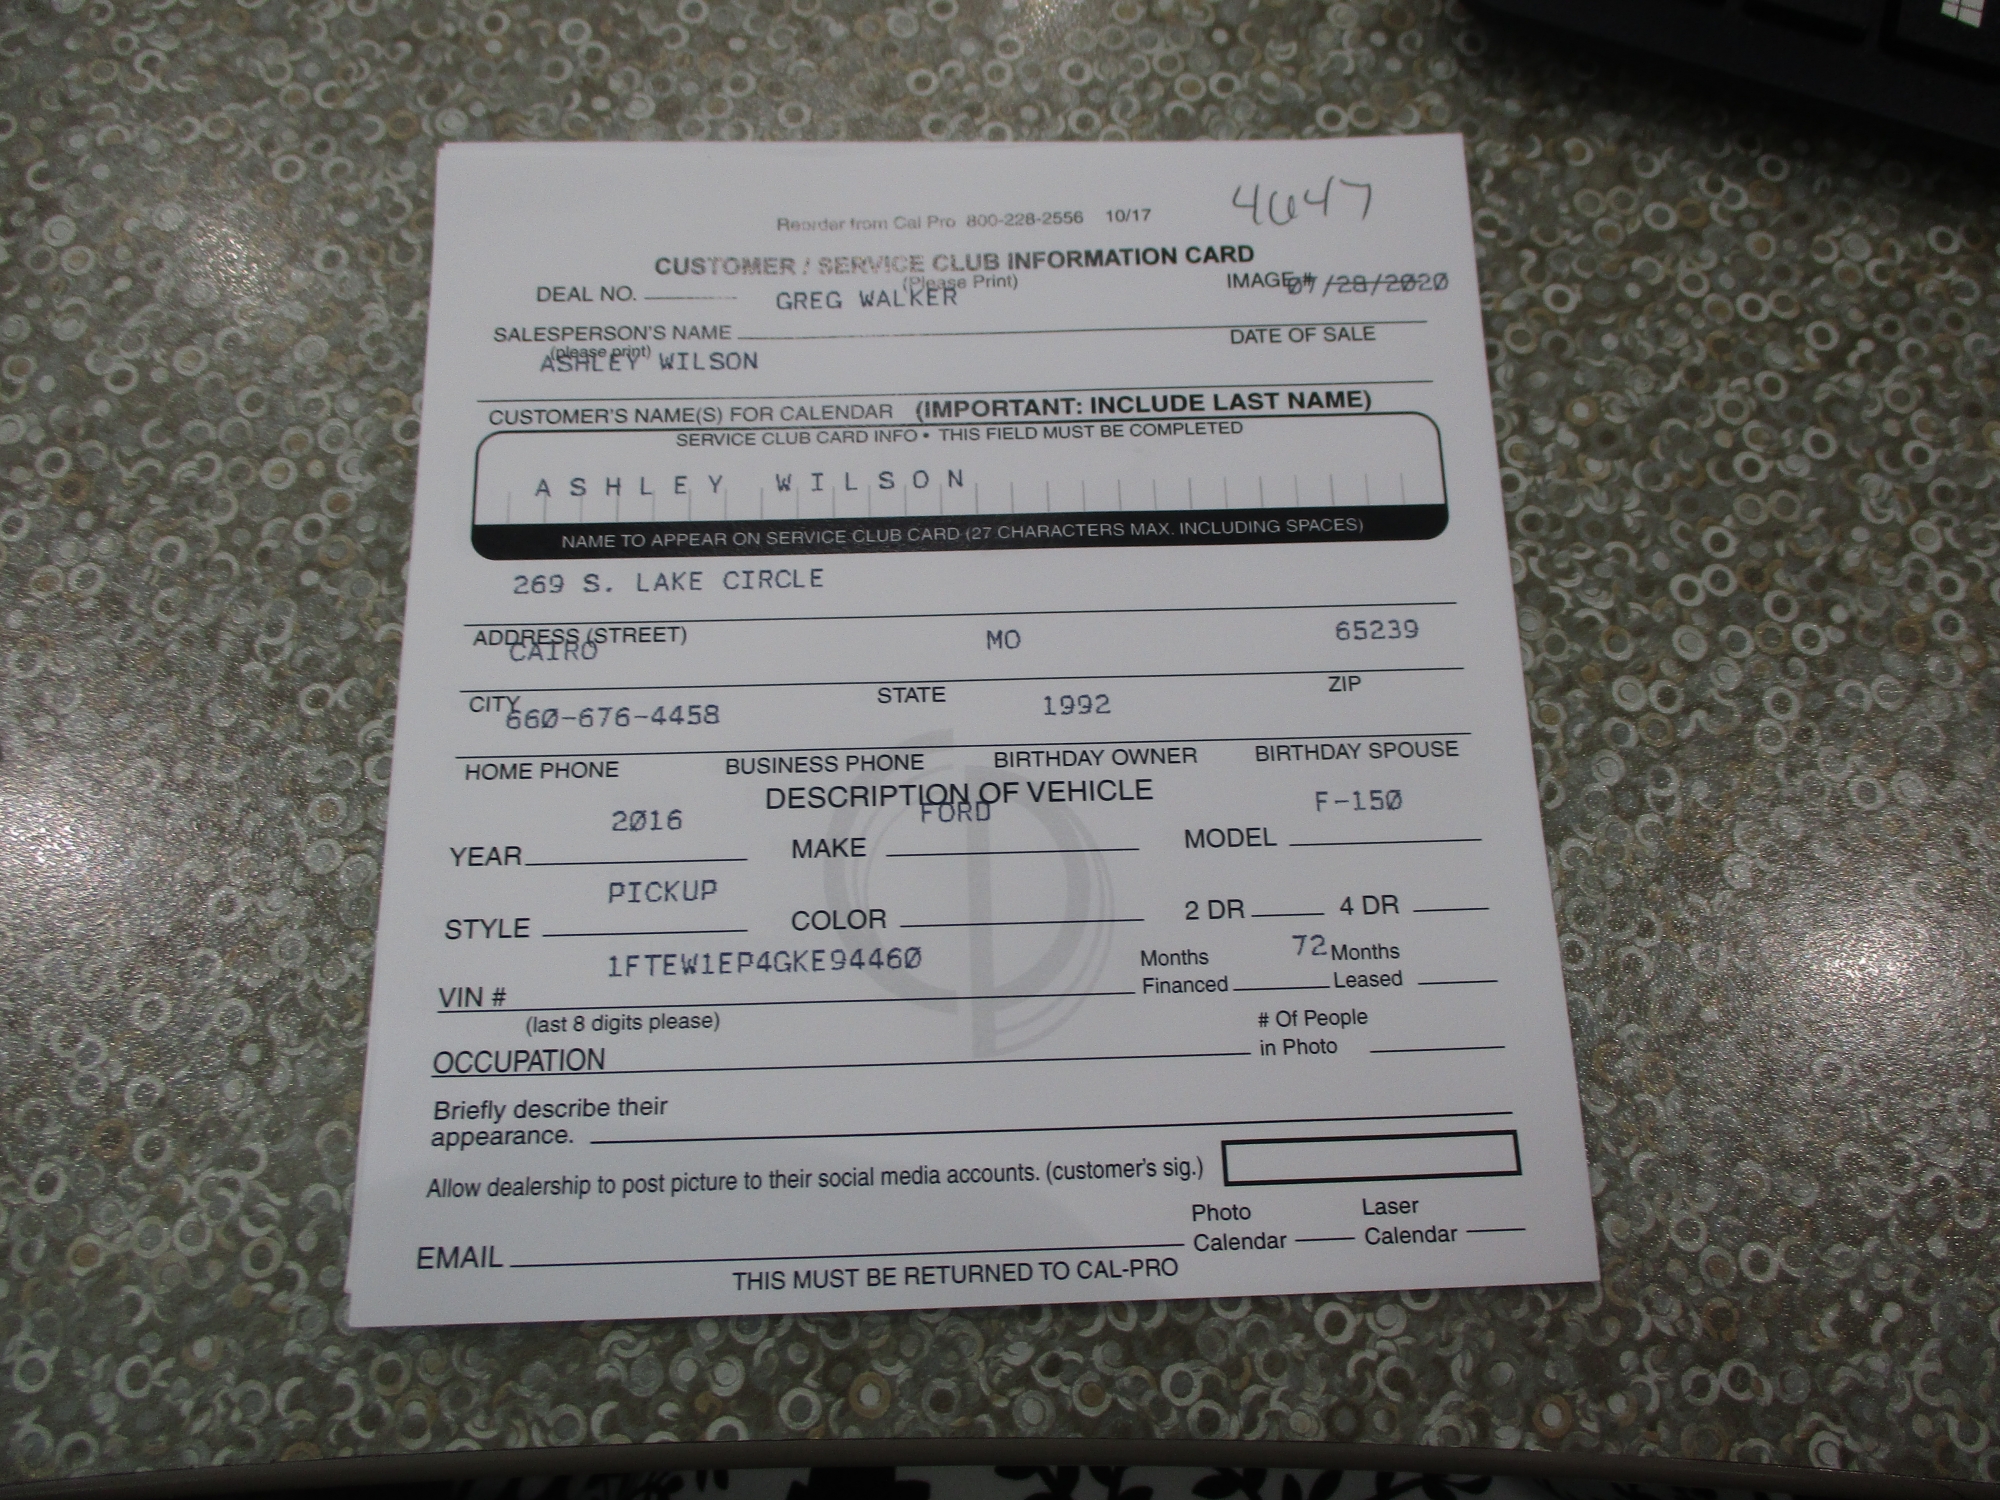 4647
Reorder from Cal Pro 800-228-2556 10/17
CUSTOMER / SERVICE CLUB INFORMATION CARD
(Please Print)
DEAL NO. GREG WALKER IMAGE# 07/28/2020
SALESPERSON'S NAME DATE OF SALE
(please print)
ASHLEY WILSON
CUSTOMER'S NAME(S) FOR CALENDAR (IMPORTANT: INCLUDE LAST NAME)
SERVICE CLUB CARD INFO • THIS FIELD MUST BE COMPLETED
ASHLEY WILSON
NAME TO APPEAR ON SERVICE CLUB CARD (27 CHARACTERS MAX. INCLUDING SPACES)
269 S. LAKE CIRCLE
ADDRESS (STREET)
CAIRO MO 65239
CITY STATE ZIP
660-676-4458 1992
HOME PHONE BUSINESS PHONE BIRTHDAY OWNER BIRTHDAY SPOUSE
DESCRIPTION OF VEHICLE
2016 FORD F-150
YEAR MAKE MODEL
PICKUP
STYLE COLOR 2 DR 4 DR
1FTEW1EP4GKE94460 Months 72 Months
VIN # Financed Leased
(last 8 digits please) # Of People
OCCUPATION in Photo
Briefly describe their
appearance.
Allow dealership to post picture to their social media accounts. (customer's sig.)
Photo Laser
EMAIL Calendar Calendar
THIS MUST BE RETURNED TO CAL-PRO